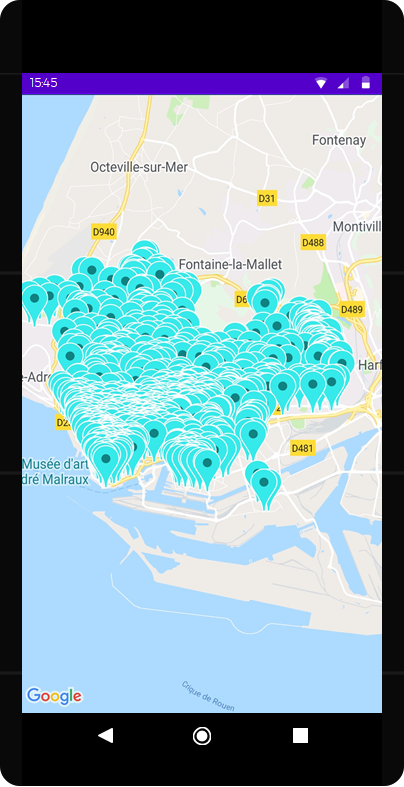 15:45
Fontenay
Octeville-sur-Mer
D31
Montivill
D940
D488
Fontaine-la-Mallet
D6
D489
Harf
e-Adre
D481
Musée d'art
dré Malraux
Crique de Rouen
Google